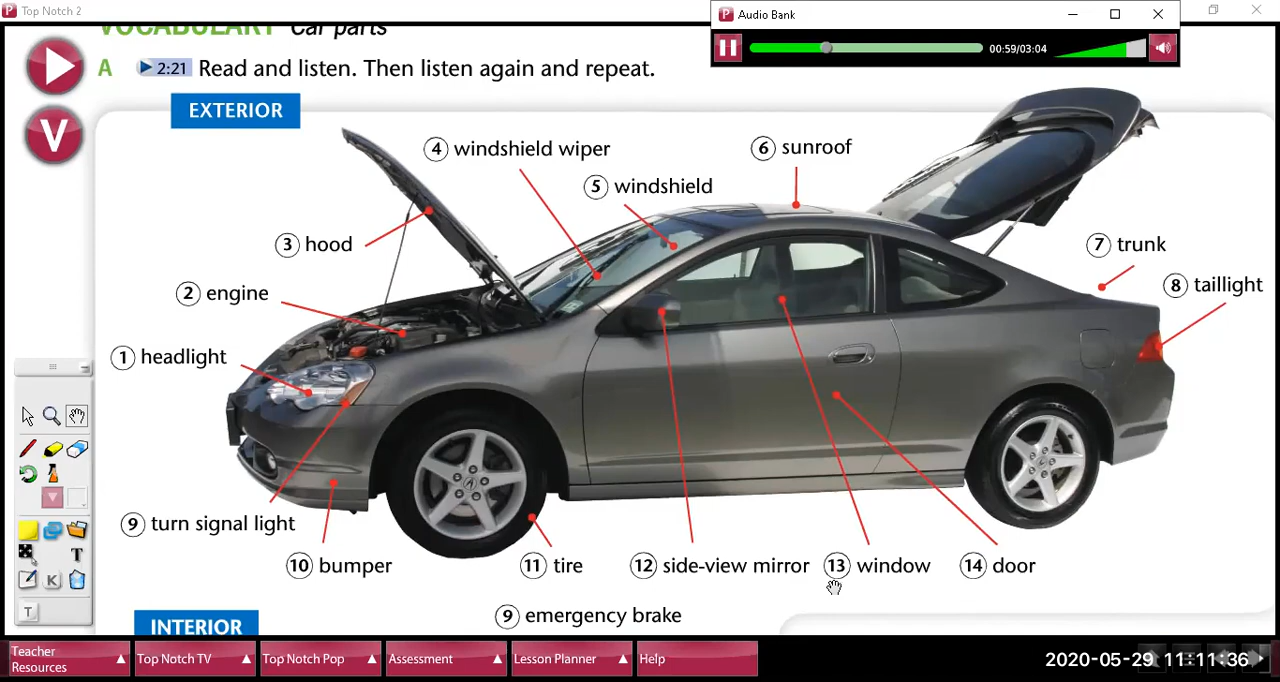 Top Notch 2
Audio Bank
00:59/03:04
VOCABULARY Car parts
A 2:21 Read and listen. Then listen again and repeat.
V
EXTERIOR
4 windshield wiper
6 sunroof
5 windshield
3 hood
7 trunk
8 taillight
2 engine
1 headlight
9 turn signal light
10 bumper
11 tire
12 side-view mirror
13 window
14 door
9 emergency brake
INTERIOR
T
K
T
Teacher Resources
Top Notch TV
Top Notch Pop
Assessment
Lesson Planner
Help
2020-05-29 11:11:36